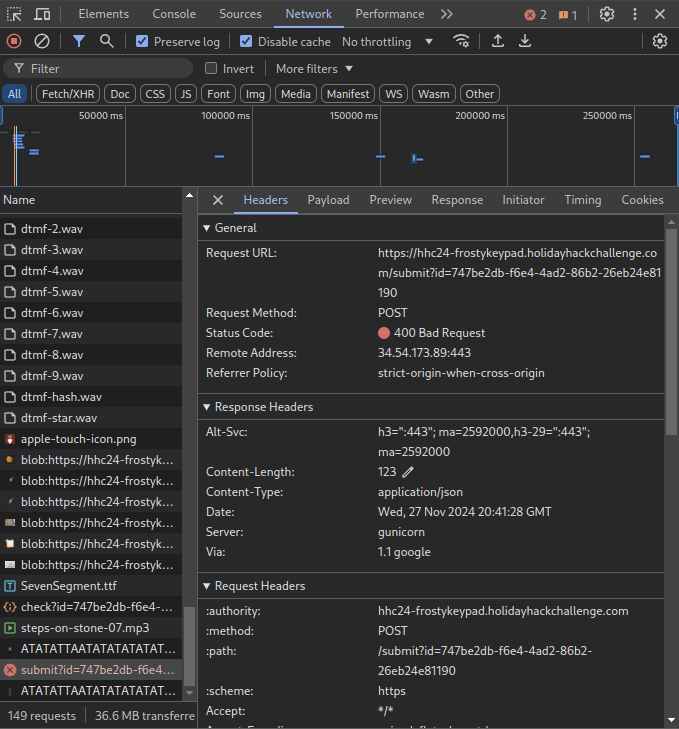 Elements Console Sources Network Performance 2 1
Preserve log Disable cache No throttling
Filter Invert More filters
All Fetch/XHR Doc CSS JS Font Img Media Manifest WS Wasm Other
50000 ms 100000 ms 150000 ms 200000 ms 250000 ms
Name
dtmf-2.wav
dtmf-3.wav
dtmf-4.wav
dtmf-5.wav
dtmf-6.wav
dtmf-7.wav
dtmf-8.wav
dtmf-9.wav
dtmf-hash.wav
dtmf-star.wav
apple-touch-icon.png
blob:https://hhc24-frostyk...
blob:https://hhc24-frostyk...
blob:https://hhc24-frostyk...
blob:https://hhc24-frostyk...
blob:https://hhc24-frostyk...
blob:https://hhc24-frostyk...
SevenSegment.ttf
check?id=747be2db-f6e4-...
steps-on-stone-07.mp3
ATATATTAATATATATATAT...
submit?id=747be2db-f6e4...
ATATATTAATATATATATAT...
149 requests 36.6 MB transferre
Headers Payload Preview Response Initiator Timing Cookies
General
Request URL: https://hhc24-frostykeypad.holidayhackchallenge.co
m/submit?id=747be2db-f6e4-4ad2-86b2-26eb24e81
190
Request Method: POST
Status Code: 400 Bad Request
Remote Address: 34.54.173.89:443
Referrer Policy: strict-origin-when-cross-origin
Response Headers
Alt-Svc: h3=":443"; ma=2592000,h3-29=":443";
ma=2592000
Content-Length: 123
Content-Type: application/json
Date: Wed, 27 Nov 2024 20:41:28 GMT
Server: gunicorn
Via: 1.1 google
Request Headers
:authority: hhc24-frostykeypad.holidayhackchallenge.com
:method: POST
:path: /submit?id=747be2db-f6e4-4ad2-86b2-
26eb24e81190
:scheme: https
Accept: */*